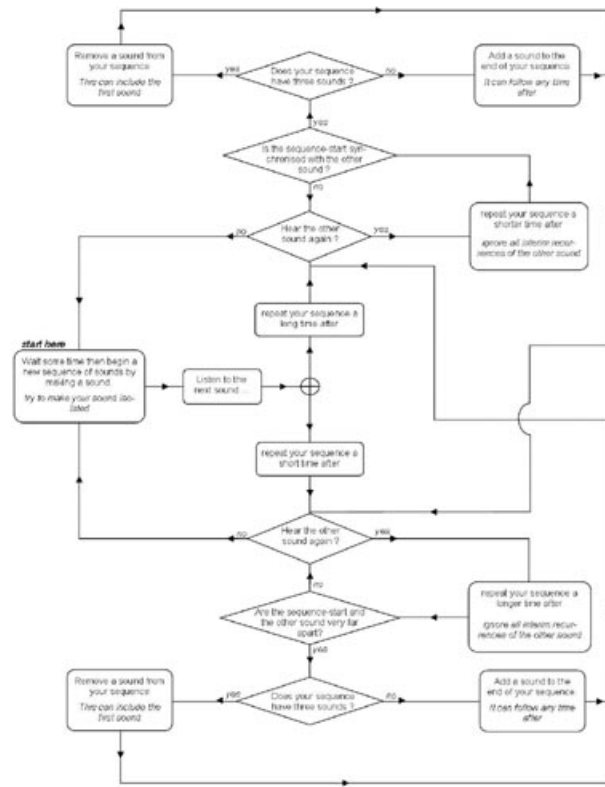 Remove a sound from
your sequence
This can include the
first sound
yes
Does your sequence
have three sounds ?
no
Add a sound to the
end of your sequence
It can follow any time
after
yes
Is the sequence-start syn-
chronised with the other
sound ?
no
no
Hear the other
sound again ?
yes
repeat your sequence a
shorter time after
ignore all interim recur-
rences of the other sound
repeat your sequence a
long time after
start here
Wait some time then begin a
new sequence of sounds by
making a sound
try to make your sound iso-
lated
Listen to the
next sound ...
repeat your sequence a
short time after
no
Hear the other
sound again ?
yes
repeat your sequence a
longer time after
ignore all interim recur-
rences of the other sound
no
Are the sequence-start and
the other sound very far
apart?
yes
Remove a sound from
your sequence
This can include the
first sound
yes
Does your sequence
have three sounds ?
no
Add a sound to the
end of your sequence
It can follow any time
after